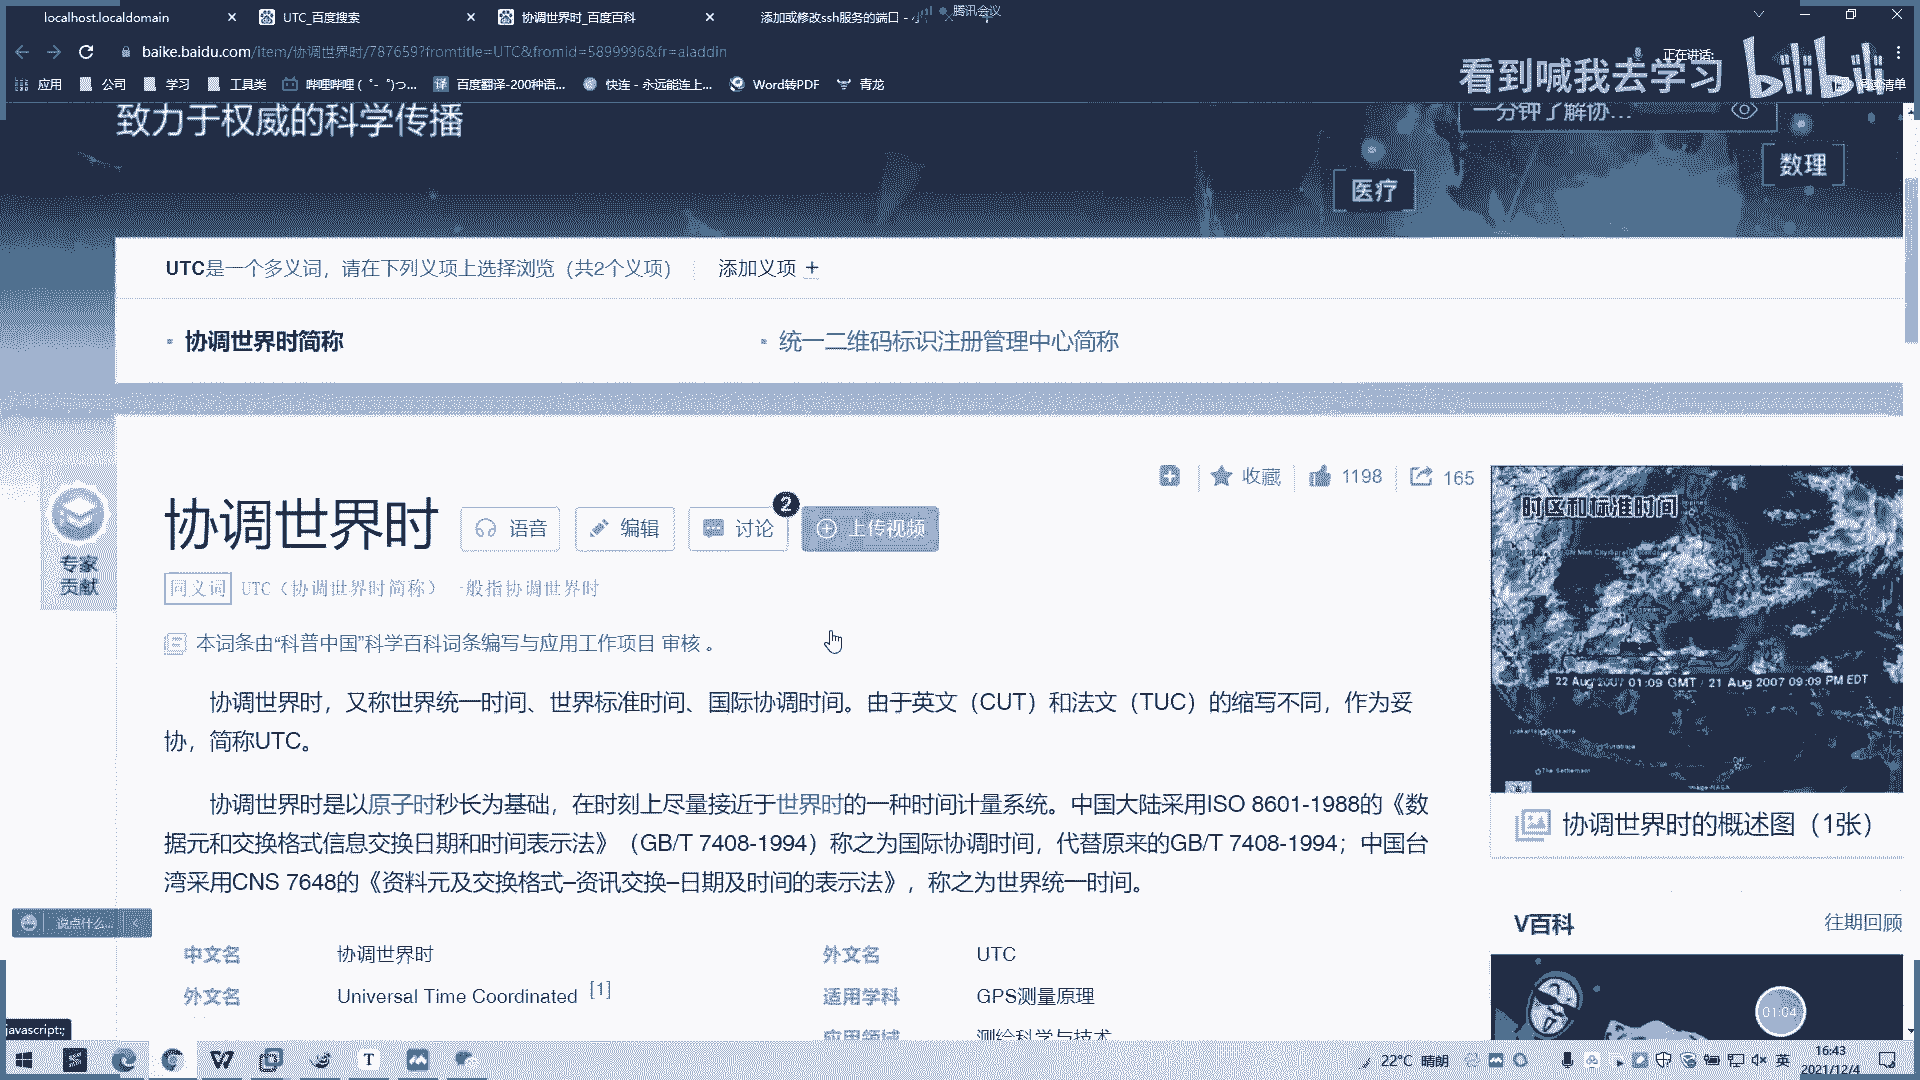 localhost.localdomain
UTC_百度搜索
协调世界时_百度百科
添加或修改ssh服务的端口 -
腾讯会议
baike.baidu.com/item/协调世界时/787659?fromtitle=UTC&fromid=5899996&fr=aladdin
正在讲话:
看到喊我去学习
bilibili
应用
公司
学习
工具类
哔哩哔哩 ( ゜- ゜)つ...
百度翻译-200种语...
快连 - 永远能连上...
Word转PDF
青龙
阅读清单
致力于权威的科学传播
一分钟了解协...
医疗
数理
UTC是一个多义词，请在下列义项上选择浏览（共2个义项）
添加义项 +
协调世界时简称
统一二维码标识注册管理中心简称
收藏
1198
165
协调世界时
语音
编辑
讨论
2
上传视频
专家
贡献
时区和标准时间
同义词
UTC（协调世界时简称）
一般指协调世界时
本词条由“科普中国”科学百科词条编写与应用工作项目 审核 。
22 Aug 2007 01:09 GMT / 21 Aug 2007 09:09 PM EDT
协调世界时，又称世界统一时间、世界标准时间、国际协调时间。由于英文（CUT）和法文（TUC）的缩写不同，作为妥
协，简称UTC。
协调世界时是以原子时秒长为基础，在时刻上尽量接近于世界时的一种时间计量系统。中国大陆采用ISO 8601-1988的《数
据元和交换格式信息交换日期和时间表示法》（GB/T 7408-1994）称之为国际协调时间，代替原来的GB/T 7408-1994；中国台
湾采用CNS 7648的《资料元及交换格式–资讯交换–日期及时间的表示法》，称之为世界统一时间。
协调世界时的概述图（1张）
V百科
往期回顾
说点什么...
中文名
协调世界时
外文名
UTC
外文名
Universal Time Coordinated [1]
适用学科
GPS测量原理
应用领域
测绘科学与技术
01:04
javascript:;
22°C 晴朗
英
16:43
2021/12/4